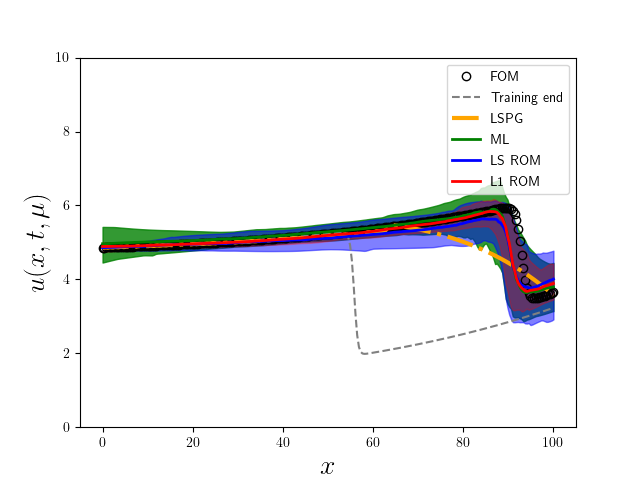 10
8
6
4
2
0
u(x, t, μ)
0 20 40 60 80 100
x
FOM
Training end
LSPG
ML
LS ROM
L1 ROM